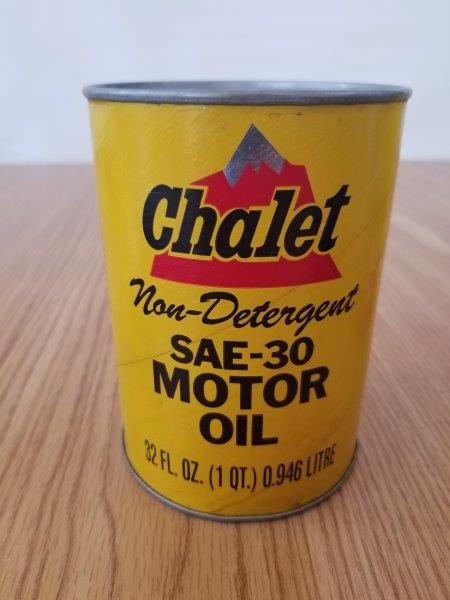 Chalet
Non-Detergent
SAE-30
MOTOR
OIL
32 FL. OZ. (1 QT.) 0.946 LITRE